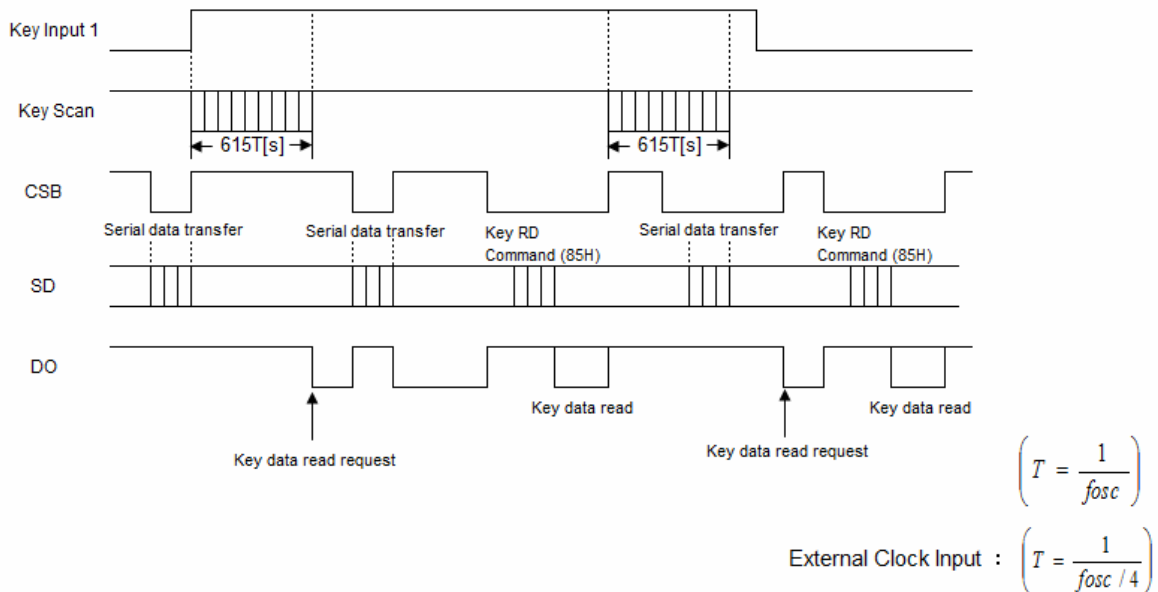 Key Input 1
Key Scan
615T[s] 615T[s]
CSB
Serial data transfer Serial data transfer Key RD Serial data transfer Key RD
Command (85H) Command (85H)
SD
DO
Key data read Key data read
Key data read request Key data read request
( T = 1 / fosc )
External Clock Input : ( T = 1 / fosc / 4 )